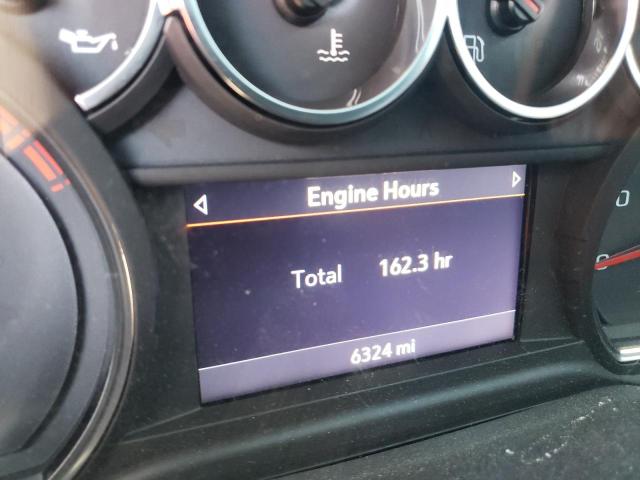 Engine Hours
Total 162.3 hr
6324 mi